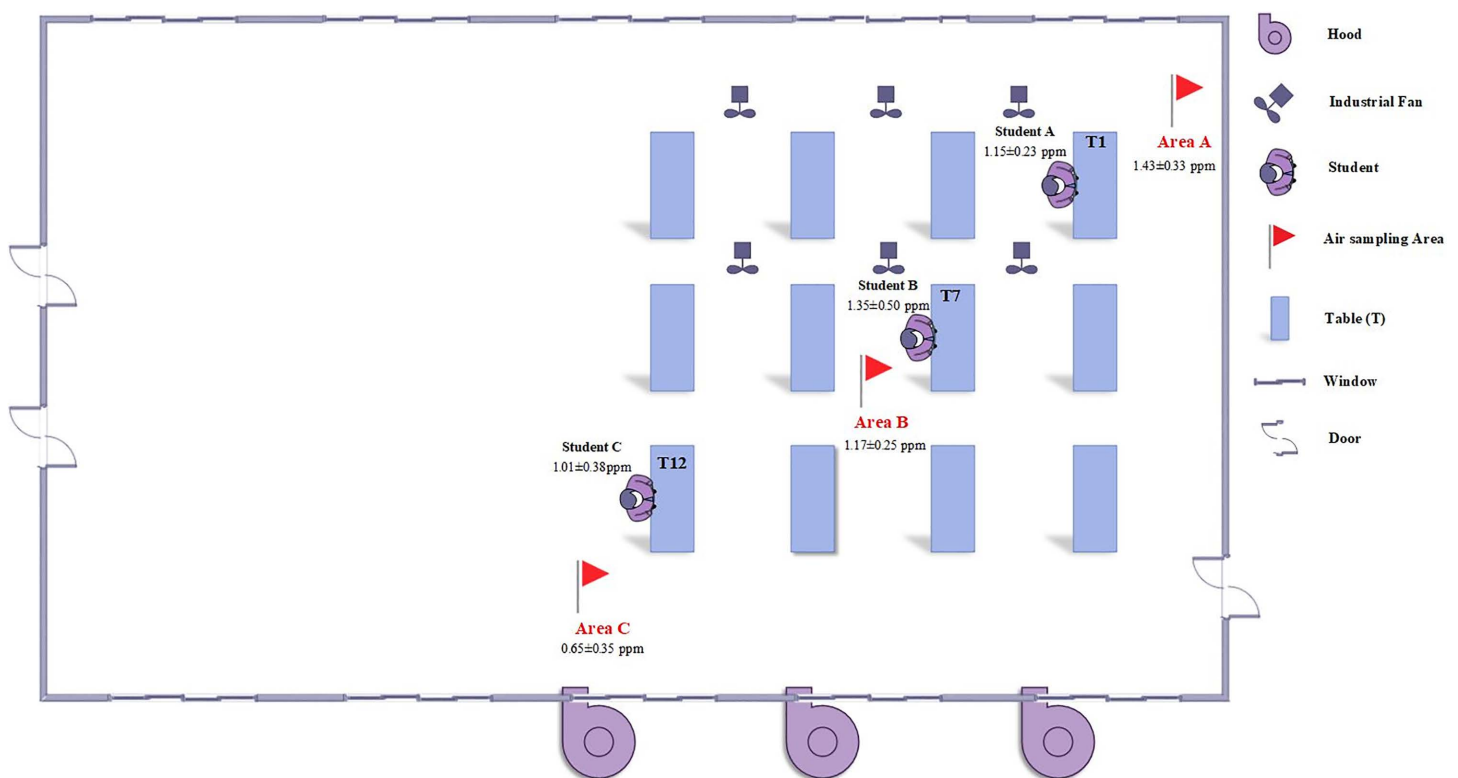 Hood
Industrial Fan
Student
Air sampling Area
Table (T)
Window
Door
Student A
1.15±0.23 ppm
T1
Area A
1.43±0.33 ppm
Student B
1.35±0.50 ppm
T7
Area B
1.17±0.25 ppm
Student C
1.01±0.38ppm
T12
Area C
0.65±0.35 ppm